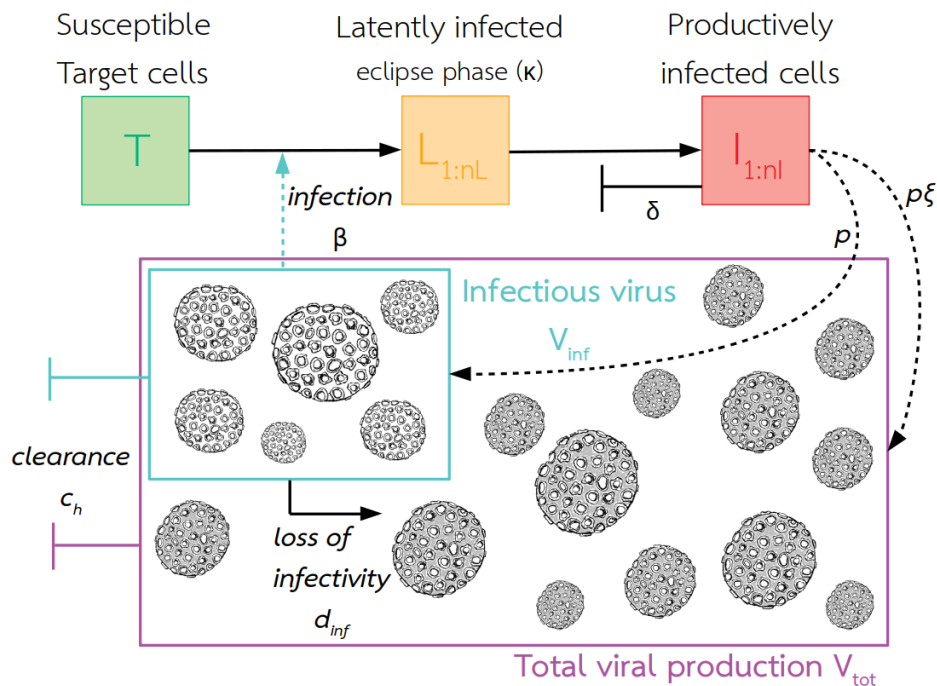 Susceptible
Target cells
Latently infected
eclipse phase (κ)
Productively
infected cells
T
L1:nL
I1:nI
infection
β
δ
p
pξ
Infectious virus
Vinf
clearance
ch
loss of
infectivity
dinf
Total viral production Vtot